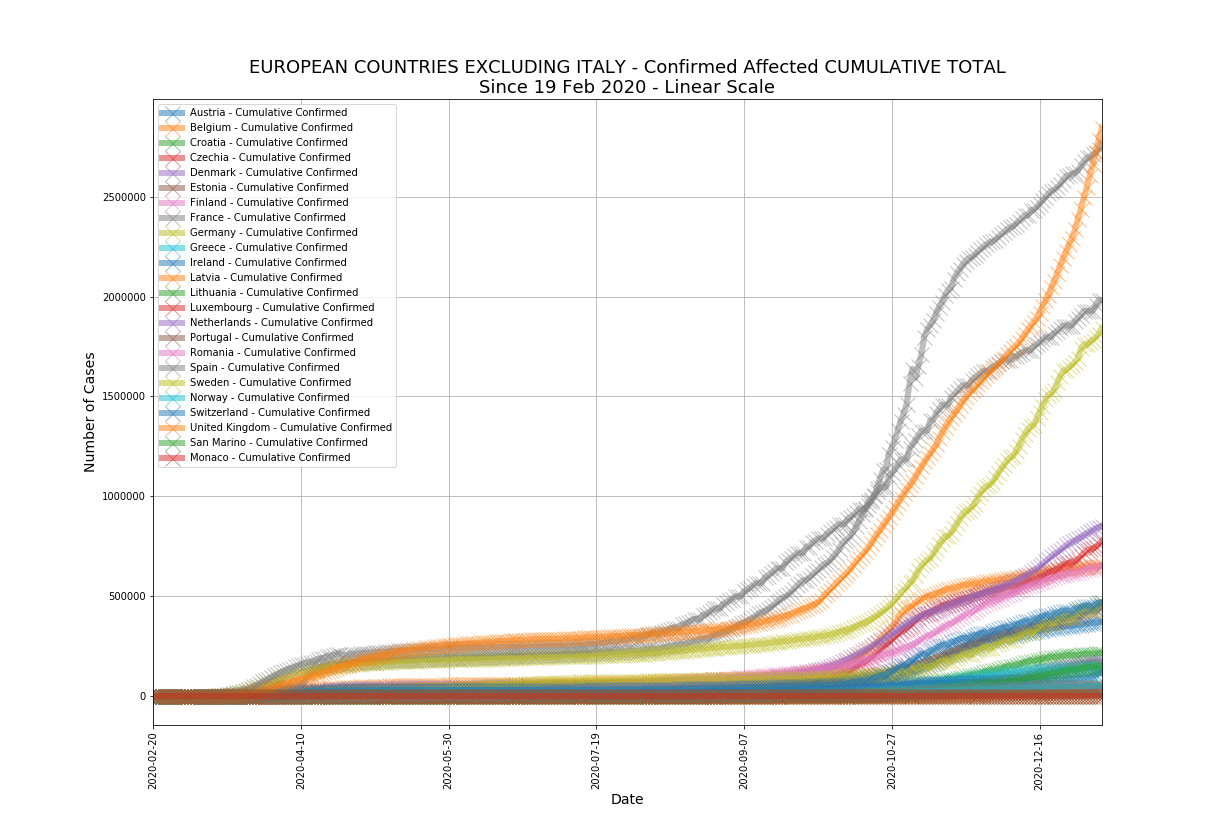 EUROPEAN COUNTRIES EXCLUDING ITALY - Confirmed Affected CUMULATIVE TOTAL
Since 19 Feb 2020 - Linear Scale
Austria - Cumulative Confirmed
Belgium - Cumulative Confirmed
Croatia - Cumulative Confirmed
Czechia - Cumulative Confirmed
Denmark - Cumulative Confirmed
Estonia - Cumulative Confirmed
Finland - Cumulative Confirmed
France - Cumulative Confirmed
Germany - Cumulative Confirmed
Greece - Cumulative Confirmed
Ireland - Cumulative Confirmed
Latvia - Cumulative Confirmed
Lithuania - Cumulative Confirmed
Luxembourg - Cumulative Confirmed
Netherlands - Cumulative Confirmed
Portugal - Cumulative Confirmed
Romania - Cumulative Confirmed
Spain - Cumulative Confirmed
Sweden - Cumulative Confirmed
Norway - Cumulative Confirmed
Switzerland - Cumulative Confirmed
United Kingdom - Cumulative Confirmed
San Marino - Cumulative Confirmed
Monaco - Cumulative Confirmed
Number of Cases
2500000
2000000
1500000
1000000
500000
0
2020-02-20
2020-04-10
2020-05-30
2020-07-19
2020-09-07
2020-10-27
2020-12-16
Date